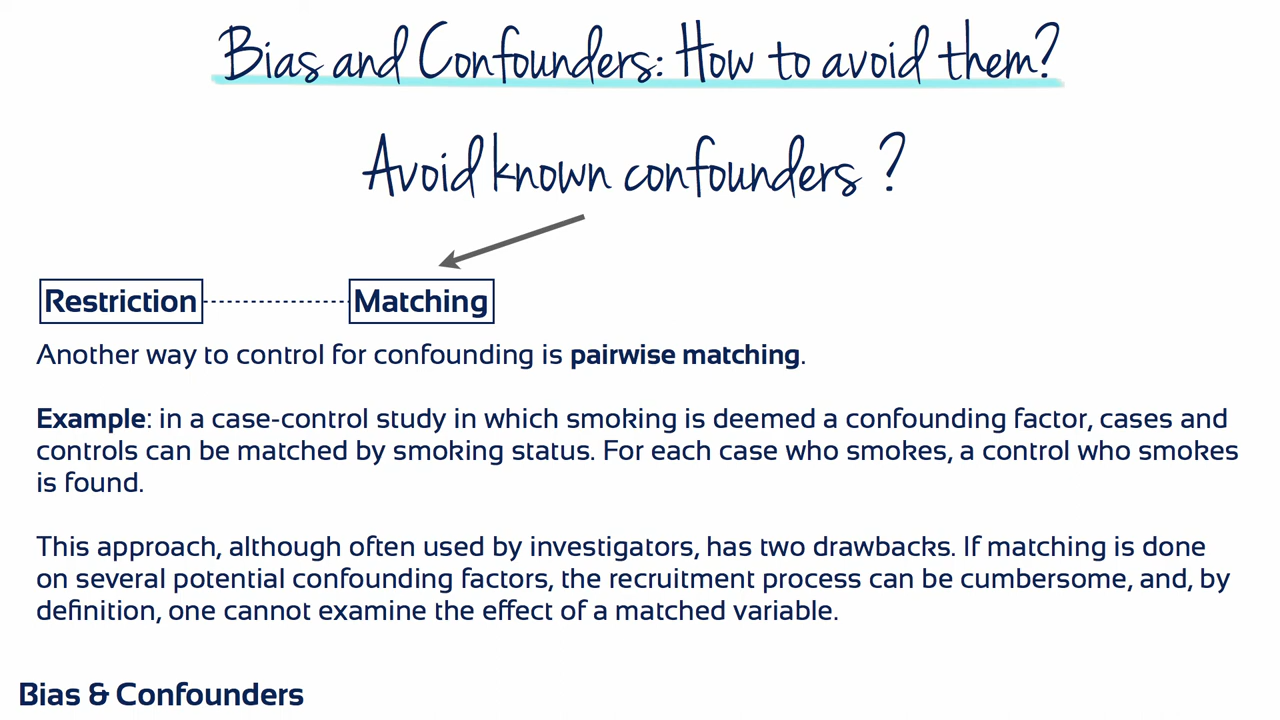 Bias and Confounders: How to avoid them?
Avoid known confounders ?
Restriction
Matching
Another way to control for confounding is pairwise matching.
Example: in a case-control study in which smoking is deemed a confounding factor, cases and
controls can be matched by smoking status. For each case who smokes, a control who smokes
is found.
This approach, although often used by investigators, has two drawbacks. If matching is done
on several potential confounding factors, the recruitment process can be cumbersome, and, by
definition, one cannot examine the effect of a matched variable.
Bias & Confounders